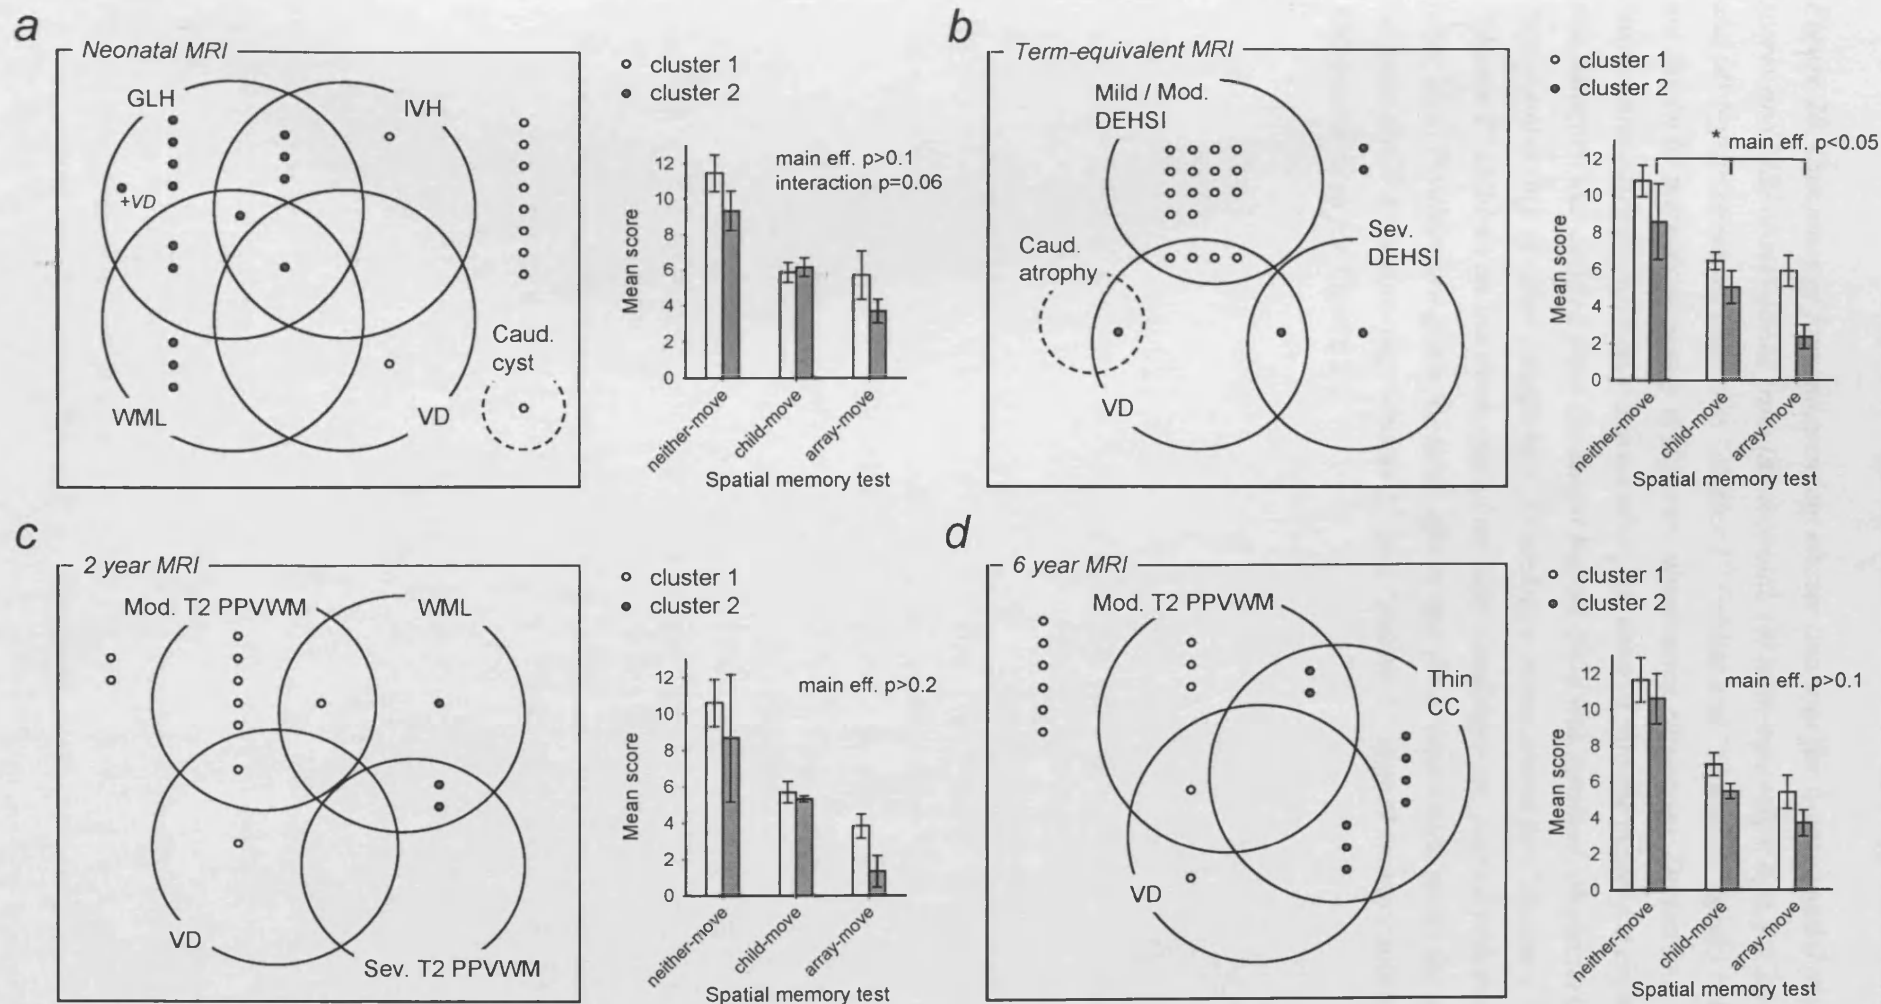 a
Neonatal MRI
GLH
IVH
+VD
WML
VD
Caud.
cyst
cluster 1
cluster 2
main eff. p>0.1
interaction p=0.06
12
10
8
6
4
2
0
Mean score
neither-move
child-move
array-move
Spatial memory test
b
Term-equivalent MRI
Mild / Mod.
DEHSI
Sev.
DEHSI
Caud.
atrophy
VD
cluster 1
cluster 2
* main eff. p<0.05
12
10
8
6
4
2
0
Mean score
neither-move
child-move
array-move
Spatial memory test
c
2 year MRI
Mod. T2 PPVWM
WML
VD
Sev. T2 PPVWM
cluster 1
cluster 2
main eff. p>0.2
12
10
8
6
4
2
0
Mean score
neither-move
child-move
array-move
Spatial memory test
d
6 year MRI
Mod. T2 PPVWM
Thin
CC
VD
cluster 1
cluster 2
main eff. p>0.1
12
10
8
6
4
2
0
Mean score
neither-move
child-move
array-move
Spatial memory test